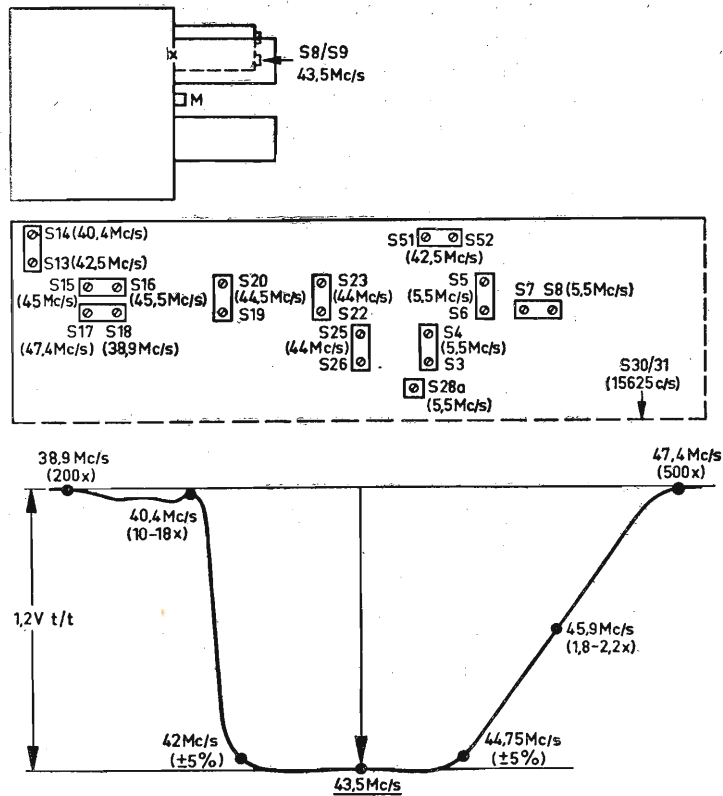 S8/S9
43,5Mc/s
M
S14(40,4Mc/s)
S13(42,5Mc/s)
S15 S16
(45Mc/s) (45,5Mc/s)
S17 S18
(47,4Mc/s) (38,9Mc/s)
S20
(44,5Mc/s)
S19
S23
(44Mc/s)
S22
S25
(44Mc/s)
S26
S51 S52
(42,5Mc/s)
S5
(5,5Mc/s)
S6
S7 S8(5,5Mc/s)
S4
(5,5Mc/s)
S3
S28a
(5,5Mc/s)
S30/31
(15625c/s)
38,9Mc/s
(200x)
47,4Mc/s
(500x)
40,4Mc/s
(10-18x)
1,2V t/t
45,9Mc/s
(1,8-2,2x)
42Mc/s
(±5%)
44,75Mc/s
(±5%)
43,5Mc/s